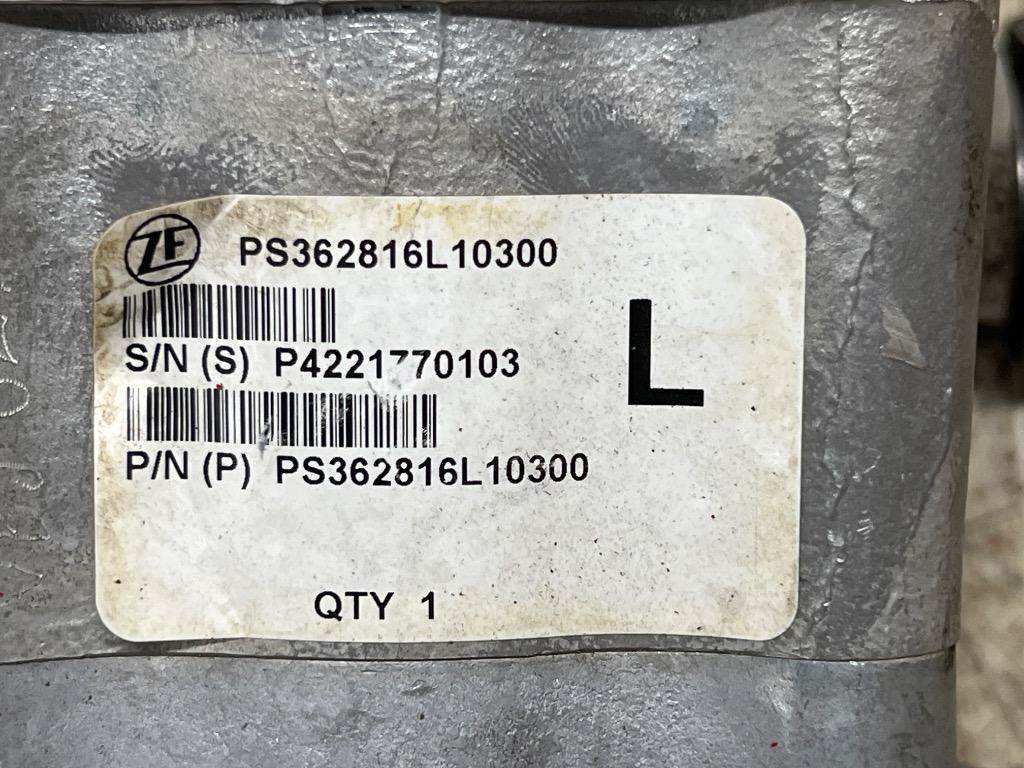 ZF PS362816L10300
L
S/N (S) P4221770103
P/N (P) PS362816L10300
QTY 1